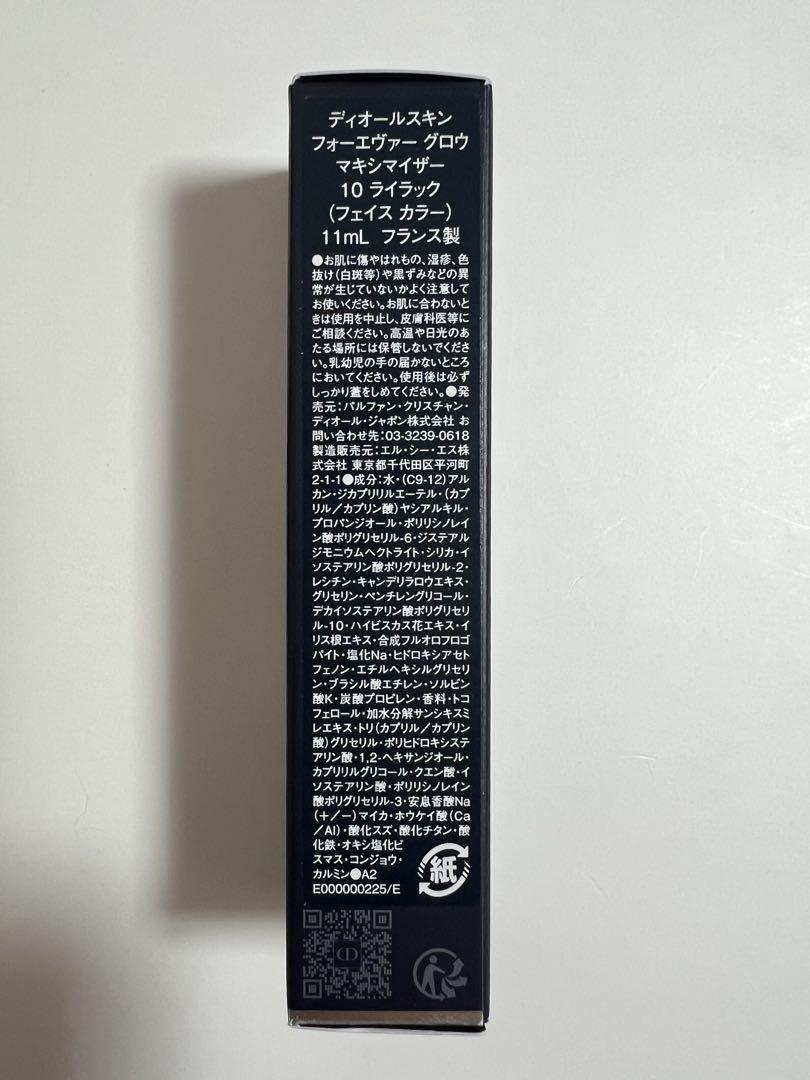 ディオールスキン
フォーエヴァー グロウ
マキシマイザー
10 ライラック
（フェイス カラー）
11mL フランス製
●お肌に傷やはれもの、湿疹、色
抜け（白斑等）や黒ずみなどの異
常が生じていないかよく注意して
お使いください。お肌に合わないと
きは使用を中止し、皮膚科医等に
ご相談ください。高温や日光のあ
たる場所には保管しないでくださ
い。乳幼児の手の届かないところ
においてください。使用後は必ず
しっかり蓋をしめてください。●発
売元：パルファン・クリスチャン・
ディオール・ジャポン株式会社 お
問い合わせ先：03-3239-0618
製造販売元：エル・シー・エス株
式会社 東京都千代田区平河町
2-1-1●成分：水・（C9-12）アル
カン・ジカプリリルエーテル・（カプ
リル／カプリン酸）ヤシアルキル・
プロパンジオール・ポリリシノレイ
ン酸ポリグリセリル-6・ジステアル
ジモニウムヘクトライト・シリカ・イ
ソステアリン酸ポリグリセリル-2・
レシチン・キャンデリラロウエキス・
グリセリン・ペンチレングリコール・
デカイソステアリン酸ポリグリセリ
ル-10・ハイビスカス花エキス・イ
リス根エキス・合成フルオロフロゴ
パイト・塩化Na・ヒドロキシアセト
フェノン・エチルヘキシルグリセリ
ン・ブラシル酸エチレン・ソルビン
酸K・炭酸プロピレン・香料・トコ
フェロール・加水分解サンシキスミ
レエキス・トリ（カプリル／カプリン
酸）グリセリル・ポリヒドロキシステ
アリン酸・1,2-ヘキサンジオール・
カプリリルグリコール・クエン酸・イ
ソステアリン酸・ポリリシノレイン
酸ポリグリセリル-3・安息香酸Na
（＋／－）マイカ・ホウケイ酸（Ca
／Al）・酸化スズ・酸化チタン・酸
化鉄・オキシ塩化ビ
スマス・コンジョウ・
カルミン●A2
E000000225/E
紙
CD